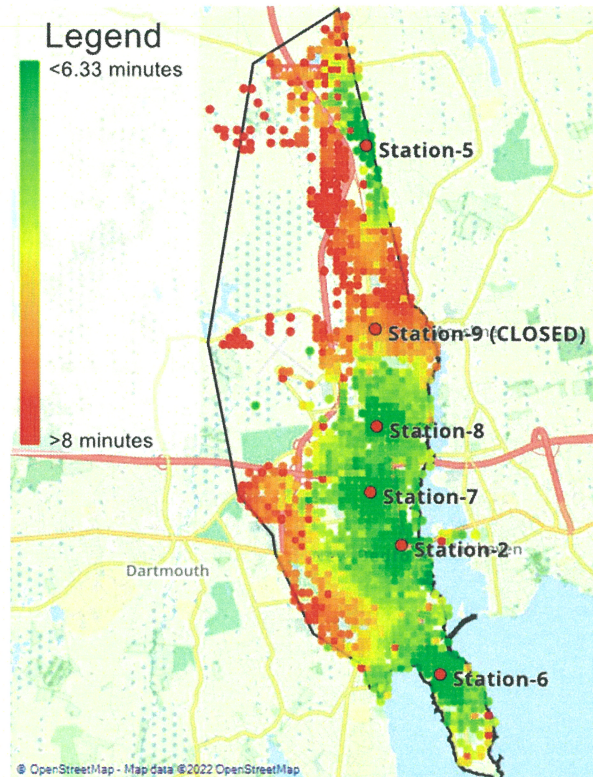 Legend
<6.33 minutes
Station-5
Station-9 (CLOSED)
Station-8
>8 minutes
Station-7
Station-2
Dartmouth
Station-6
© OpenStreetMap - Map data ©2022 OpenStreetMap